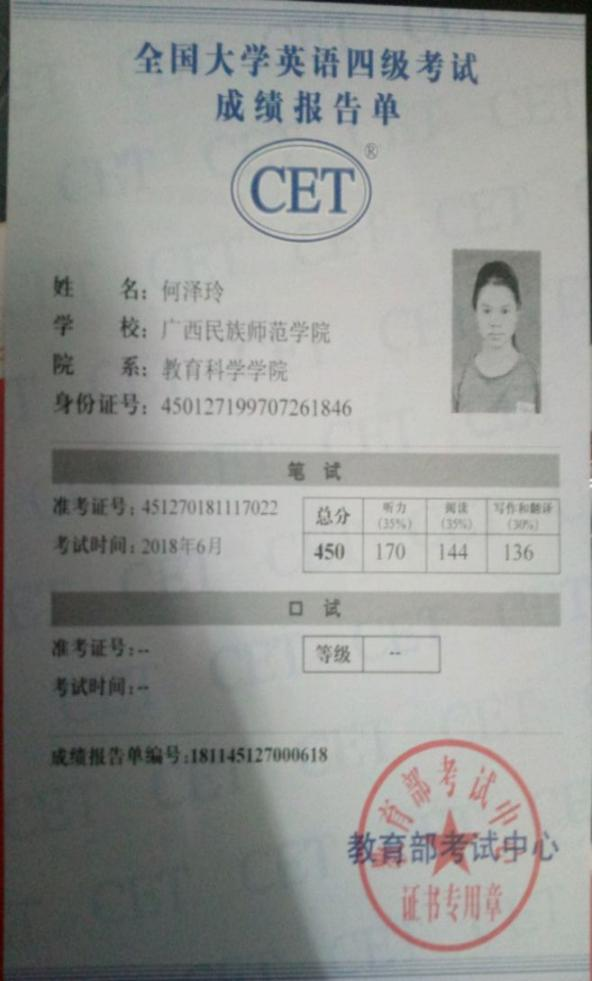 全国大学英语四级考试
成绩报告单
CET®
姓 名：何泽玲
学 校：广西民族师范学院
院 系：教育科学学院
身份证号：450127199707261846
笔 试
准考证号：451270181117022
考试时间：2018年6月
总分 听力(35%) 阅读(35%) 写作和翻译(30%)
450 170 144 136
口 试
准考证号：--
考试时间：--
等级 --
成绩报告单编号：181145127000618
教育部考试中心
教育部考试中心
证书专用章